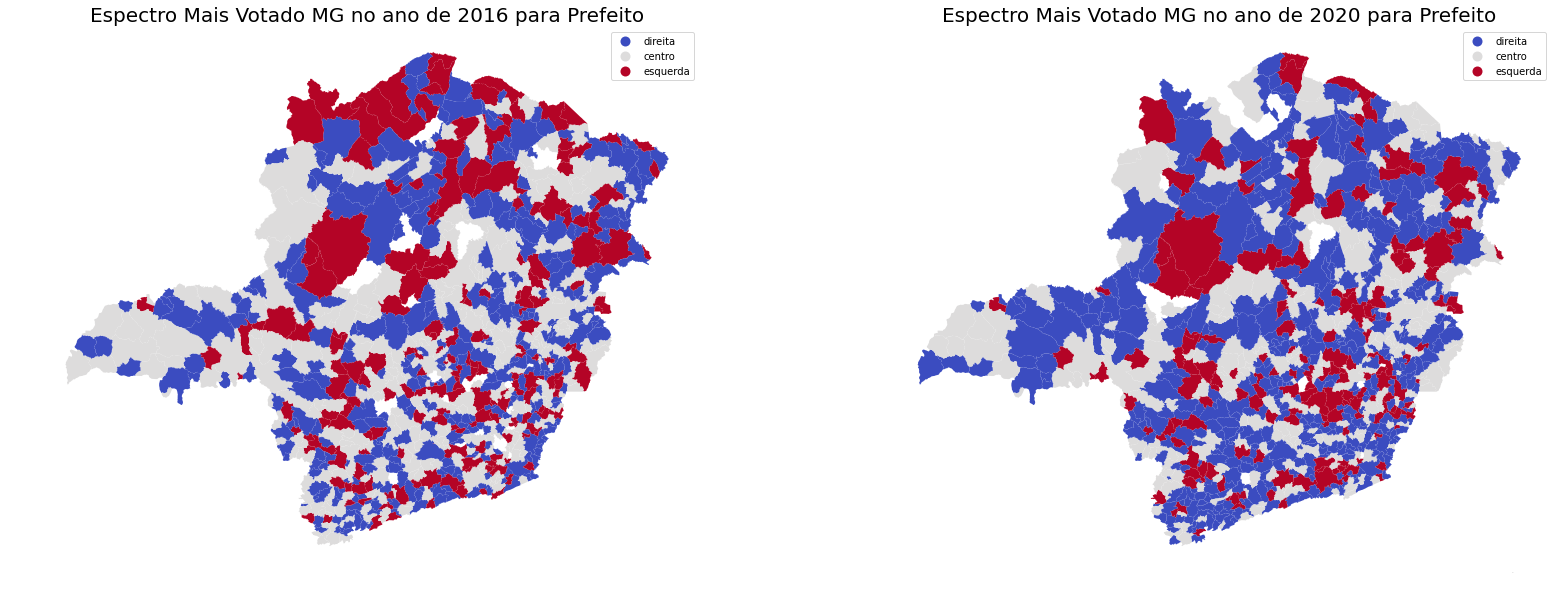 Espectro Mais Votado MG no ano de 2016 para Prefeito
direita
centro
esquerda
Espectro Mais Votado MG no ano de 2020 para Prefeito
direita
centro
esquerda